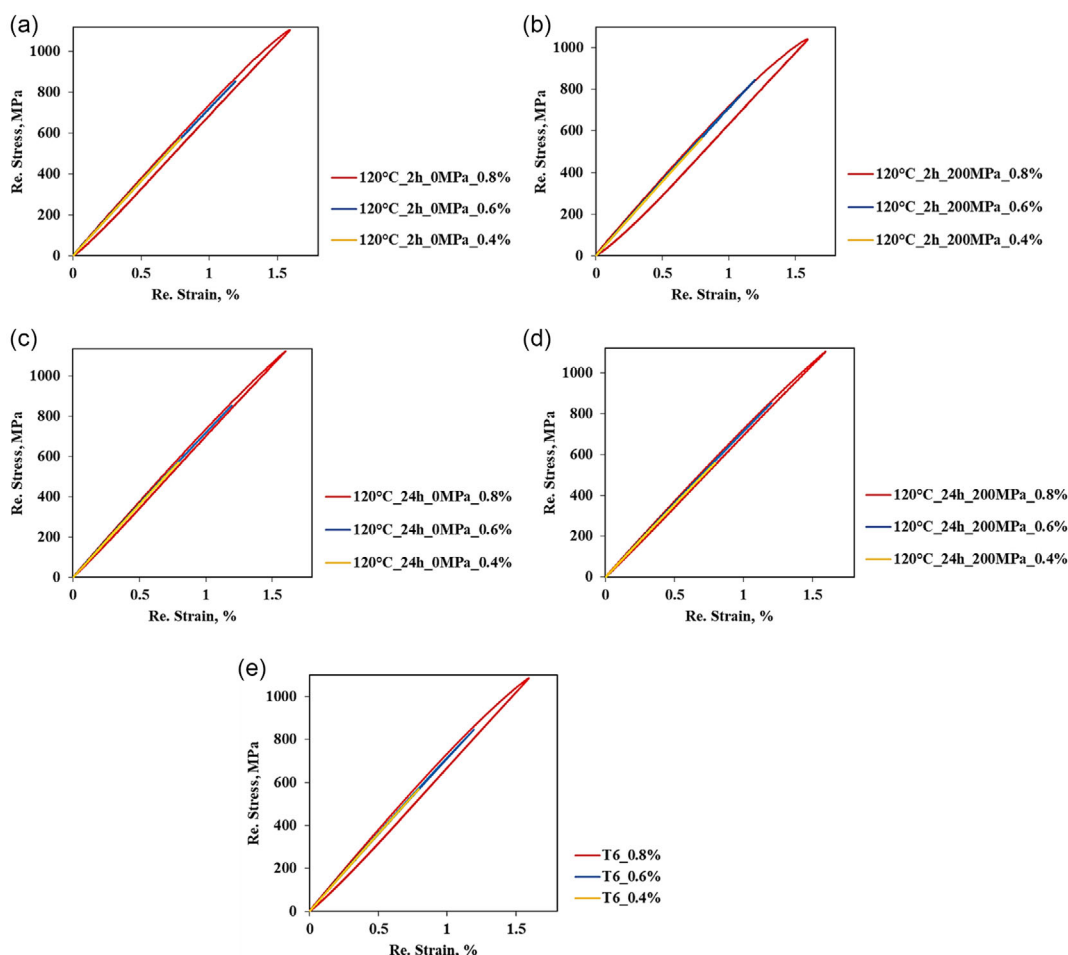 (a)
Re. Stress, MPa
1000
800
600
400
200
0
0 0.5 1 1.5
Re. Strain, %
120°C_2h_0MPa_0.8%
120°C_2h_0MPa_0.6%
120°C_2h_0MPa_0.4%
(b)
Re. Stress, MPa
1000
800
600
400
200
0
0 0.5 1 1.5
Re. Strain, %
120°C_2h_200MPa_0.8%
120°C_2h_200MPa_0.6%
120°C_2h_200MPa_0.4%
(c)
Re. Stress, MPa
1000
800
600
400
200
0
0 0.5 1 1.5
Re. Strain, %
120°C_24h_0MPa_0.8%
120°C_24h_0MPa_0.6%
120°C_24h_0MPa_0.4%
(d)
Re. Stress, MPa
1000
800
600
400
200
0
0 0.5 1 1.5
Re. Strain, %
120°C_24h_200MPa_0.8%
120°C_24h_200MPa_0.6%
120°C_24h_200MPa_0.4%
(e)
Re. Stress, MPa
1000
800
600
400
200
0
0 0.5 1 1.5
Re. Strain, %
T6_0.8%
T6_0.6%
T6_0.4%